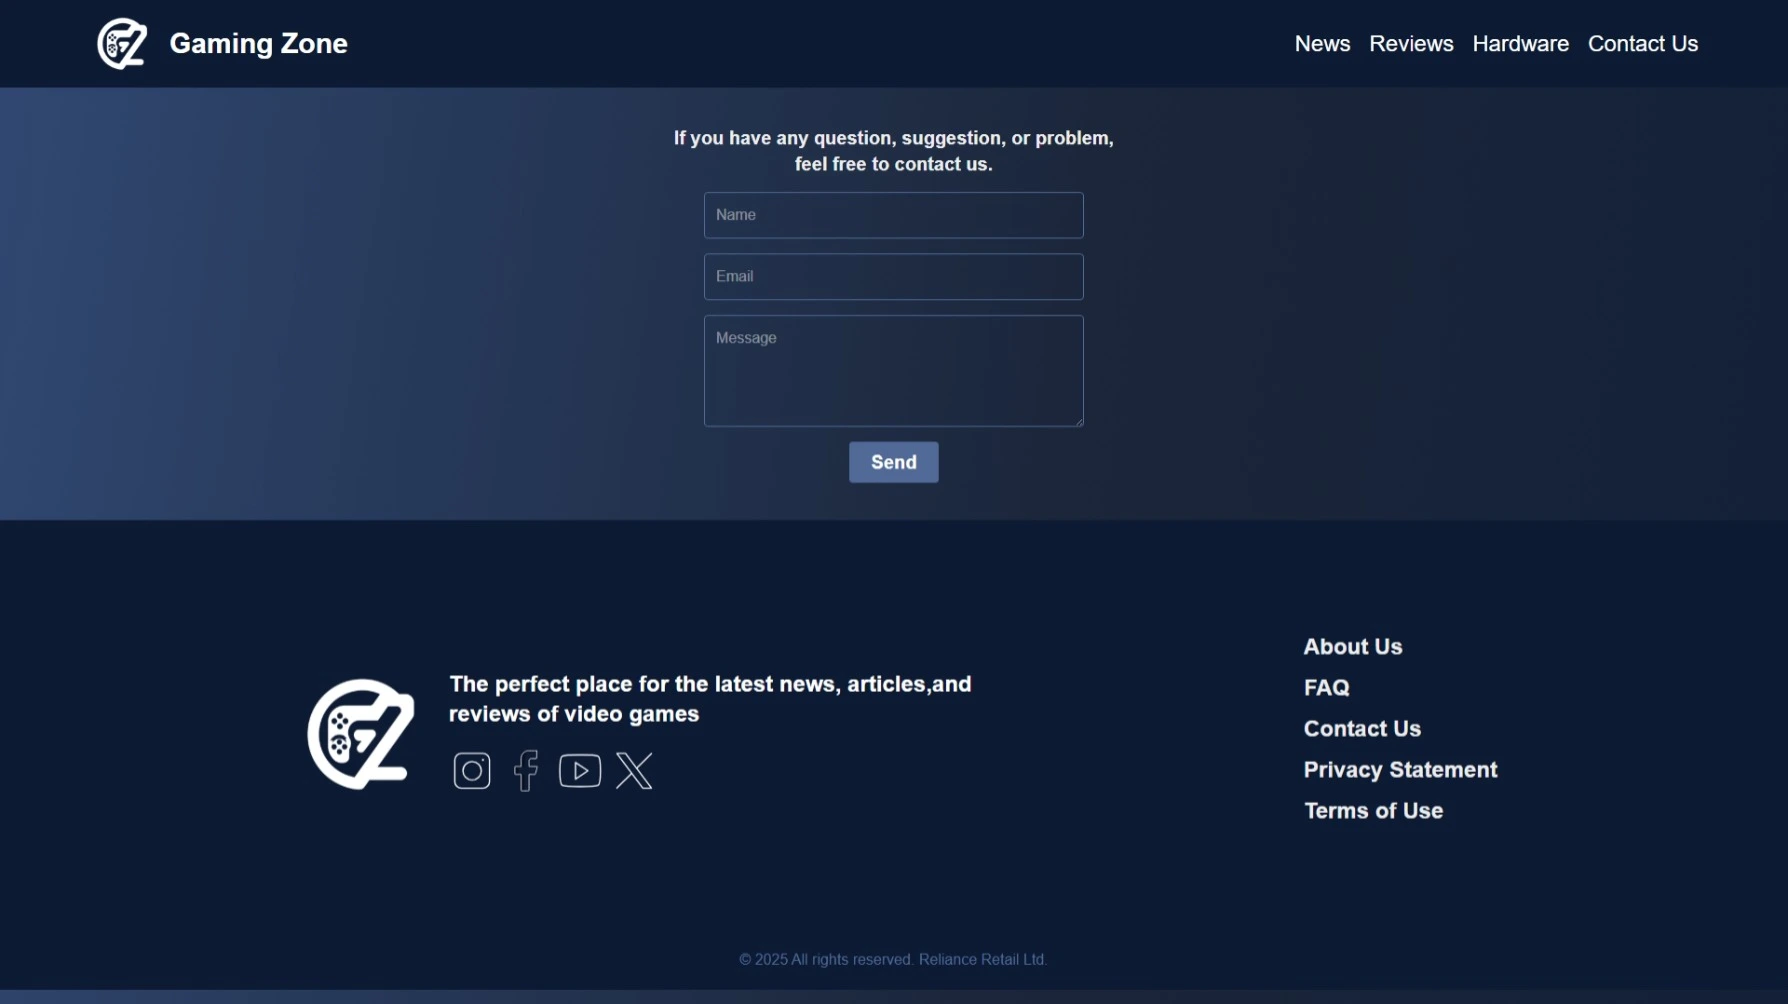 Gaming Zone
News Reviews Hardware Contact Us
If you have any question, suggestion, or problem,
feel free to contact us.
Name
Email
Message
Send
The perfect place for the latest news, articles,and
reviews of video games
About Us
FAQ
Contact Us
Privacy Statement
Terms of Use
© 2025 All rights reserved. Reliance Retail Ltd.